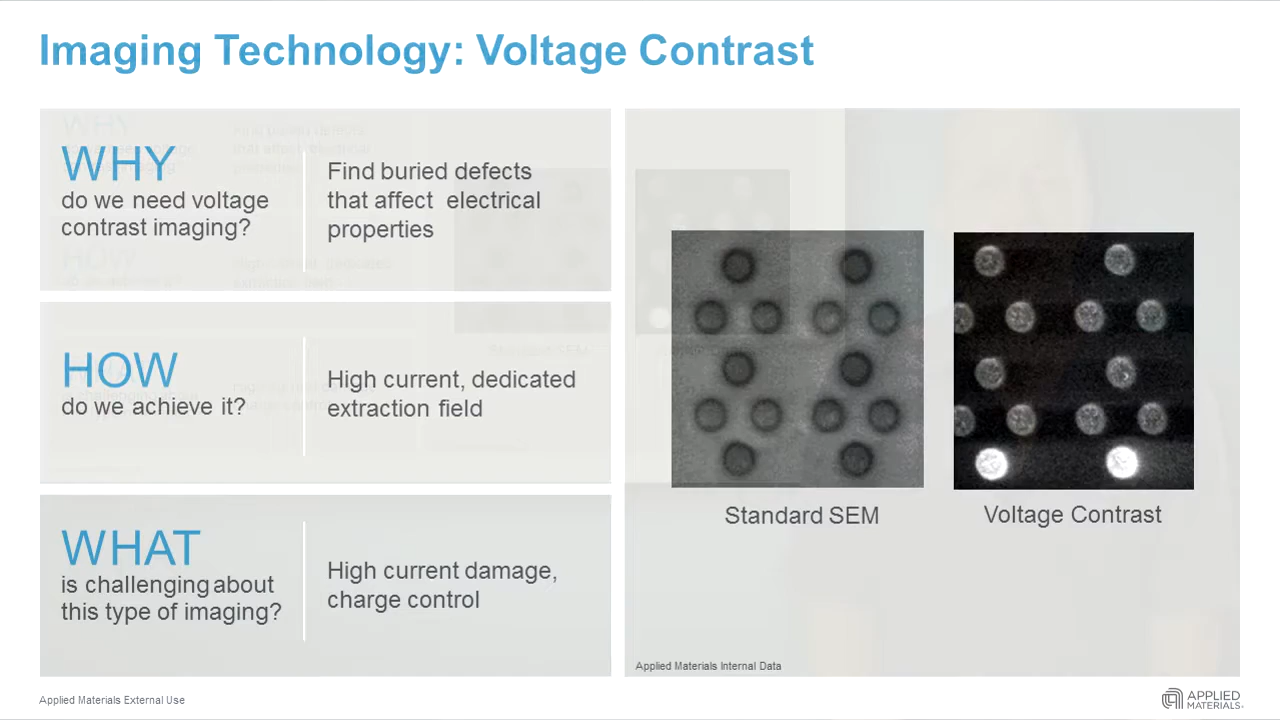 Imaging Technology: Voltage Contrast
WHY
do we need voltage
contrast imaging?
Find buried defects
that affect electrical
properties
HOW
do we achieve it?
High current, dedicated
extraction field
WHAT
is challenging about
this type of imaging?
High current damage,
charge control
Standard SEM
Voltage Contrast
Applied Materials Internal Data
Applied Materials External Use
APPLIED
MATERIALS